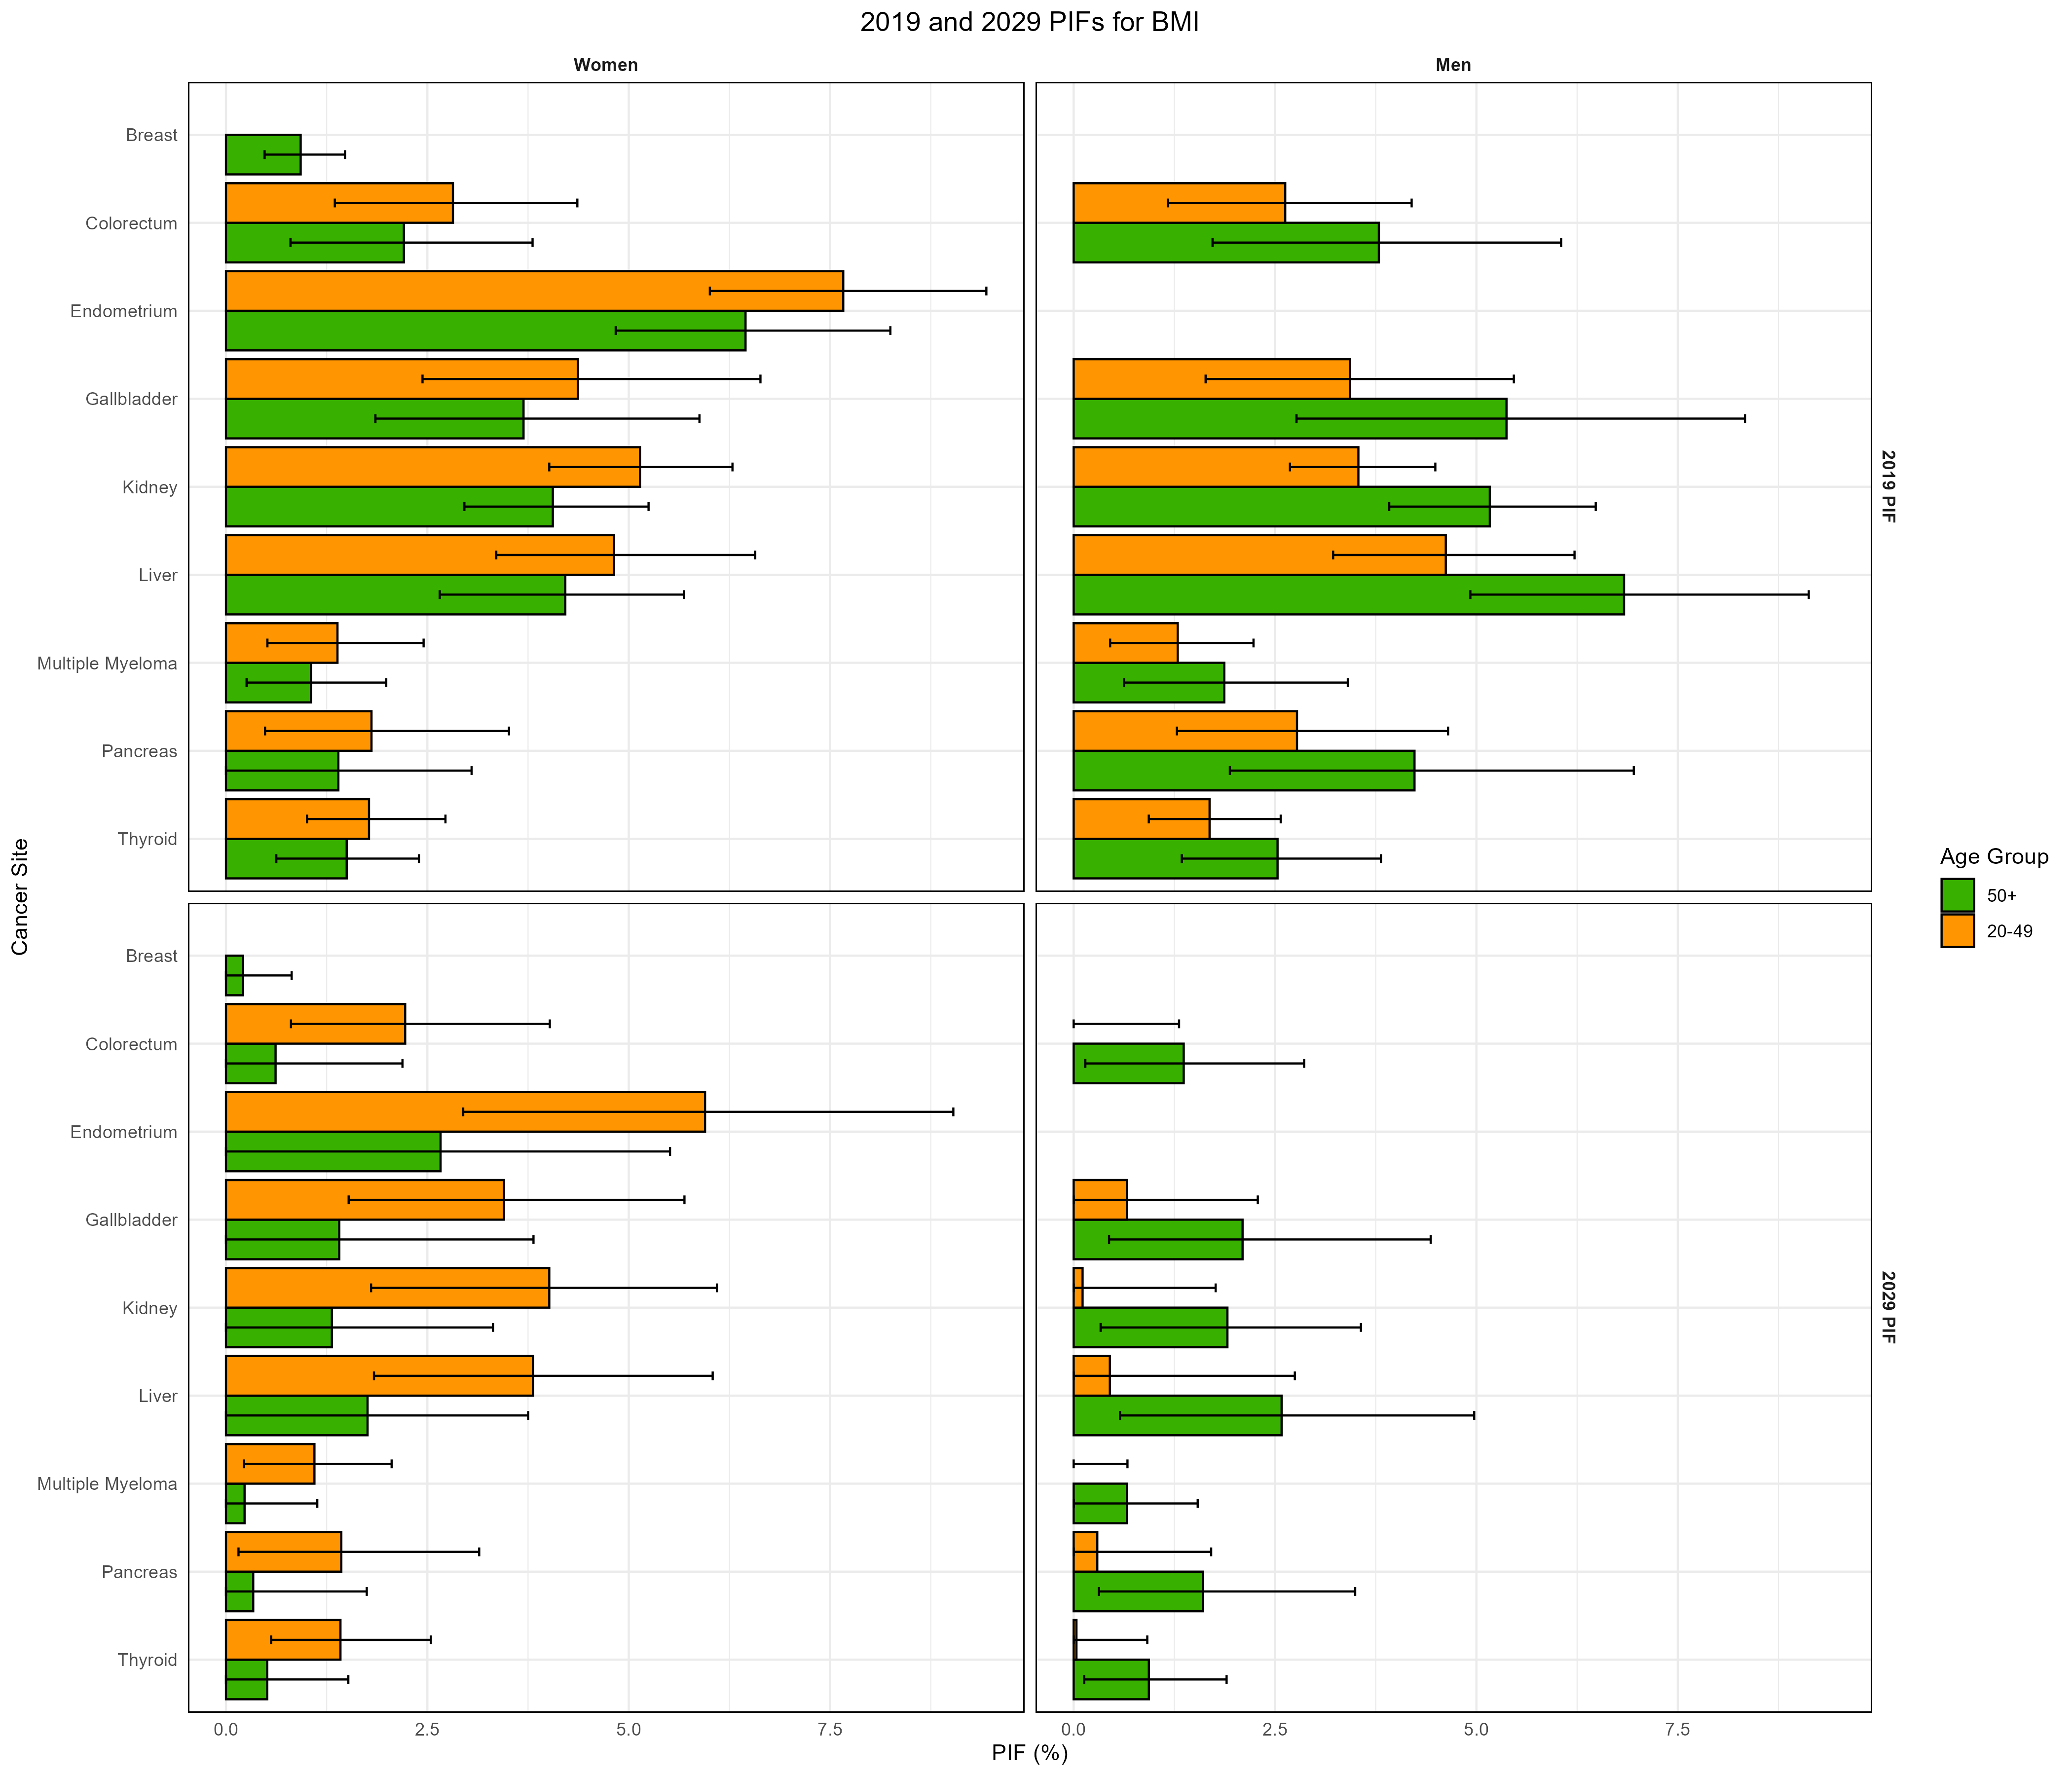 2019 and 2029 PIFs for BMI
Women
Men
Breast
Colorectum
Endometrium
Gallbladder
Kidney
Liver
Multiple Myeloma
Pancreas
Thyroid
2019 PIF
Cancer Site
Age Group
50+
20-49
Breast
Colorectum
Endometrium
Gallbladder
Kidney
Liver
Multiple Myeloma
Pancreas
Thyroid
2029 PIF
0.0 2.5 5.0 7.5
0.0 2.5 5.0 7.5
PIF (%)